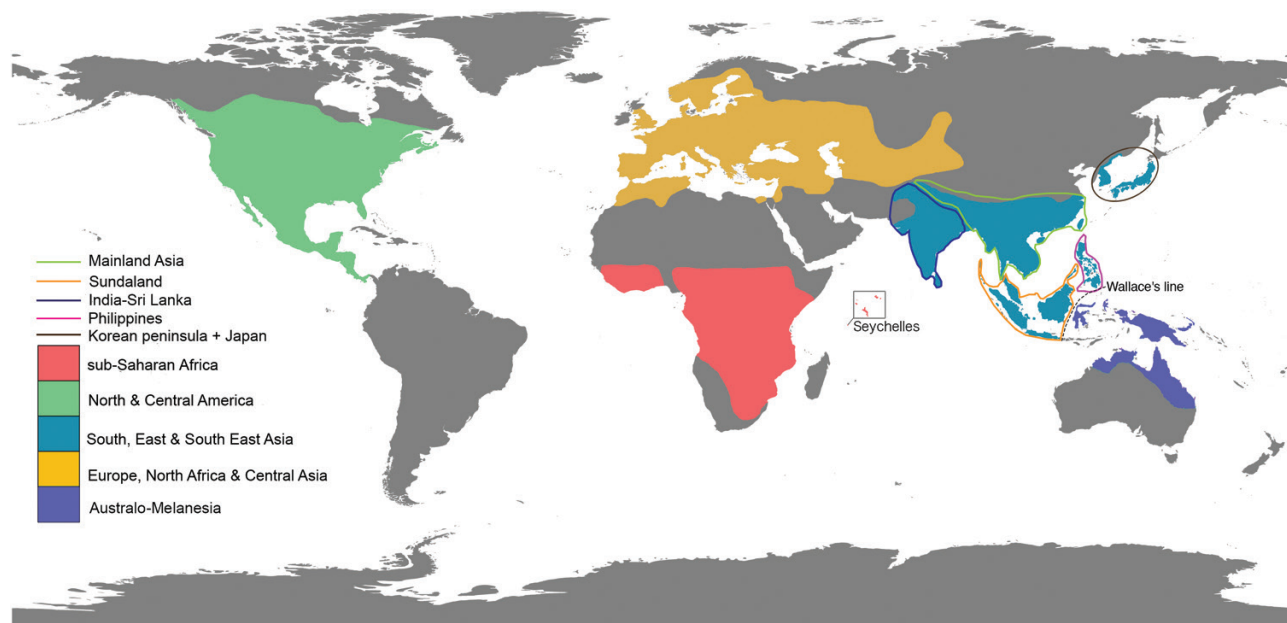 Mainland Asia
Sundaland
India-Sri Lanka
Philippines
Korean peninsula + Japan
sub-Saharan Africa
North & Central America
South, East & South East Asia
Europe, North Africa & Central Asia
Australo-Melanesia
Seychelles
Wallace's line